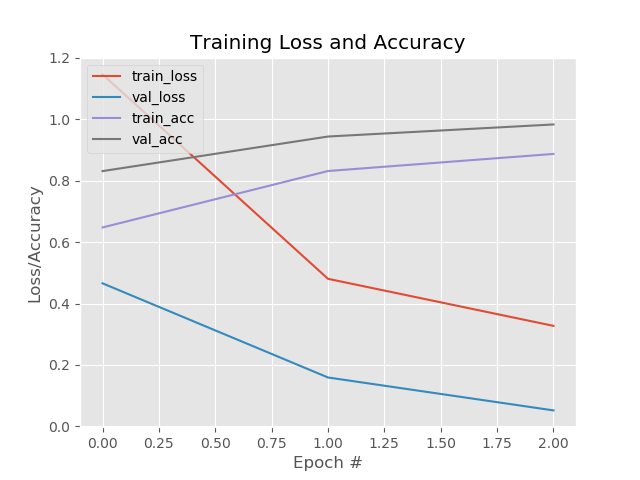 Training Loss and Accuracy
train_loss
val_loss
train_acc
val_acc
Loss/Accuracy
1.2
1.0
0.8
0.6
0.4
0.2
0.0
0.00 0.25 0.50 0.75 1.00 1.25 1.50 1.75 2.00
Epoch #